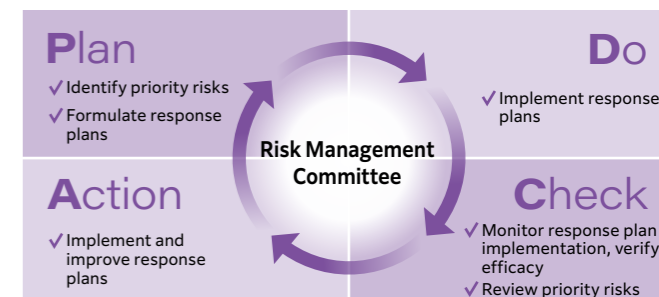 Plan
✓ Identify priority risks
✓ Formulate response
plans
Do
✓ Implement response
plans
Risk Management
Committee
Action
✓ Implement and
improve response
plans
Check
✓ Monitor response plan
implementation, verify
efficacy
✓ Review priority risks